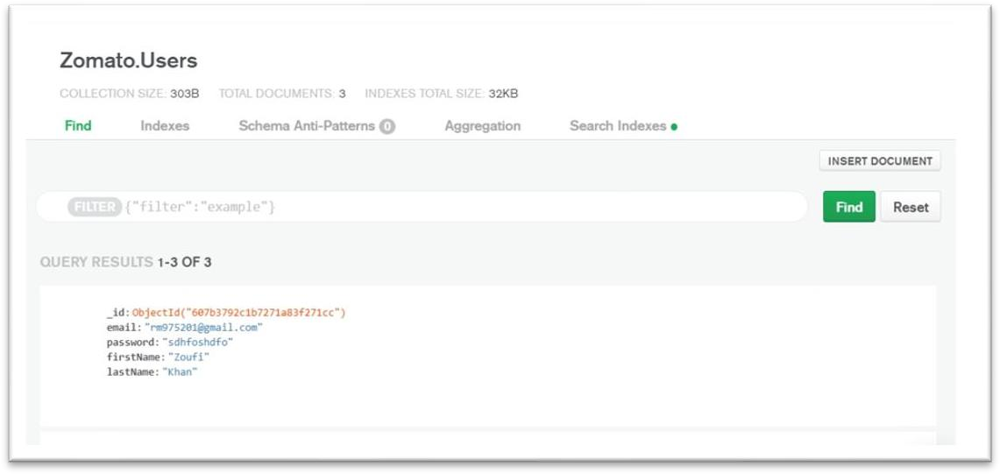 Zomato.Users
COLLECTION SIZE: 303B TOTAL DOCUMENTS: 3 INDEXES TOTAL SIZE: 32KB
Find Indexes Schema Anti-Patterns 0 Aggregation Search Indexes
INSERT DOCUMENT
FILTER {"filter":"example"} Find Reset
QUERY RESULTS 1-3 OF 3
_id:ObjectId("607b3792c1b7271a83f271cc")
email:"rm975201@gmail.com"
password:"sdhfoshdfo"
firstName:"Zoufi"
lastName:"Khan"